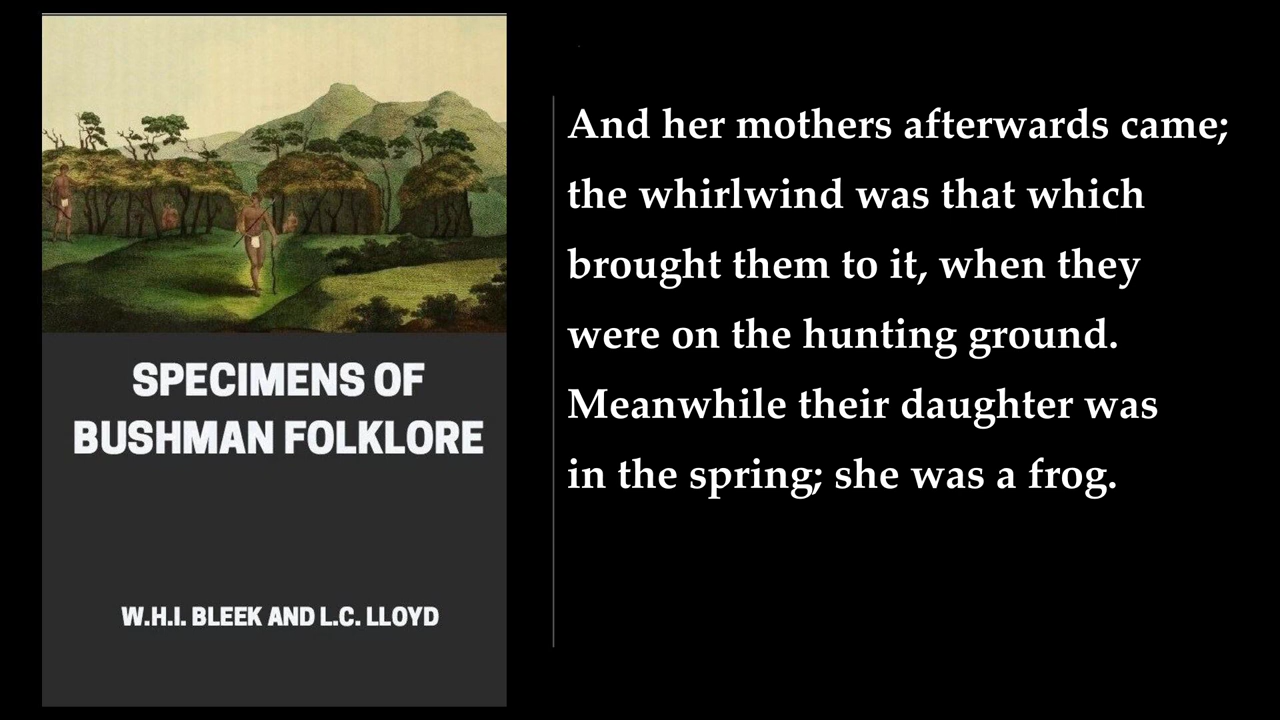 SPECIMENS OF
BUSHMAN FOLKLORE
W.H.I. BLEEK AND L.C. LLOYD
And her mothers afterwards came;
the whirlwind was that which
brought them to it, when they
were on the hunting ground.
Meanwhile their daughter was
in the spring; she was a frog.